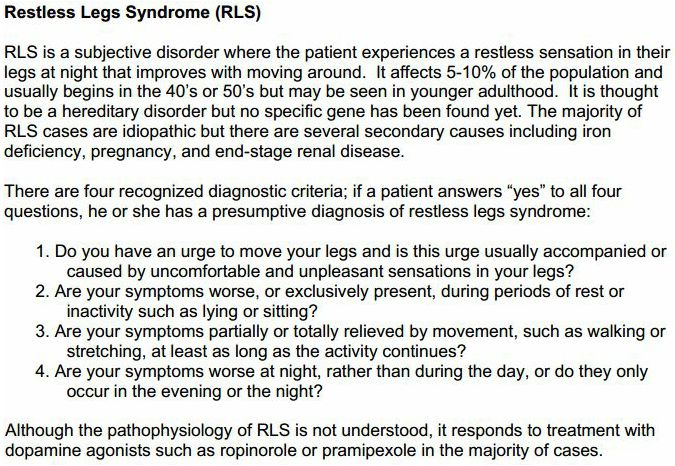 Restless Legs Syndrome (RLS)
RLS is a subjective disorder where the patient experiences a restless sensation in their
legs at night that improves with moving around.  It affects 5-10% of the population and
usually begins in the 40's or 50's but may be seen in younger adulthood.  It is thought
to be a hereditary disorder but no specific gene has been found yet. The majority of
RLS cases are idiopathic but there are several secondary causes including iron
deficiency, pregnancy, and end-stage renal disease.
There are four recognized diagnostic criteria; if a patient answers “yes” to all four
questions, he or she has a presumptive diagnosis of restless legs syndrome:
1. Do you have an urge to move your legs and is this urge usually accompanied or
caused by uncomfortable and unpleasant sensations in your legs?
2. Are your symptoms worse, or exclusively present, during periods of rest or
inactivity such as lying or sitting?
3. Are your symptoms partially or totally relieved by movement, such as walking or
stretching, at least as long as the activity continues?
4. Are your symptoms worse at night, rather than during the day, or do they only
occur in the evening or the night?
Although the pathophysiology of RLS is not understood, it responds to treatment with
dopamine agonists such as ropinorole or pramipexole in the majority of cases.